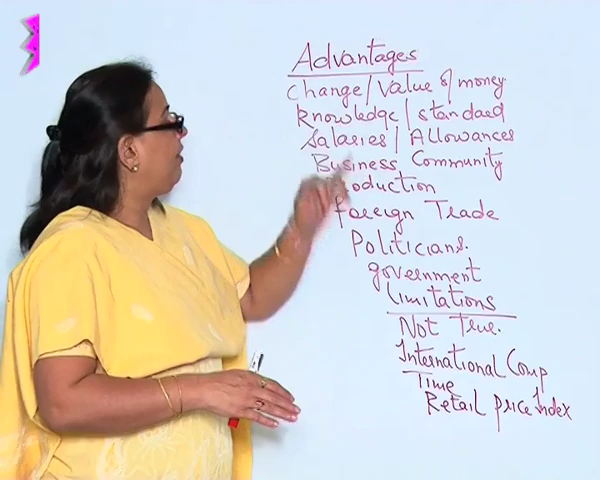 Advantages
Change/Value of money
Knowledge/standard
Salaries/Allowances
Business Community
oduction
foreign Trade
Politicians.
government
Limitations
Not True.
International Comp
Time
Retail price Index